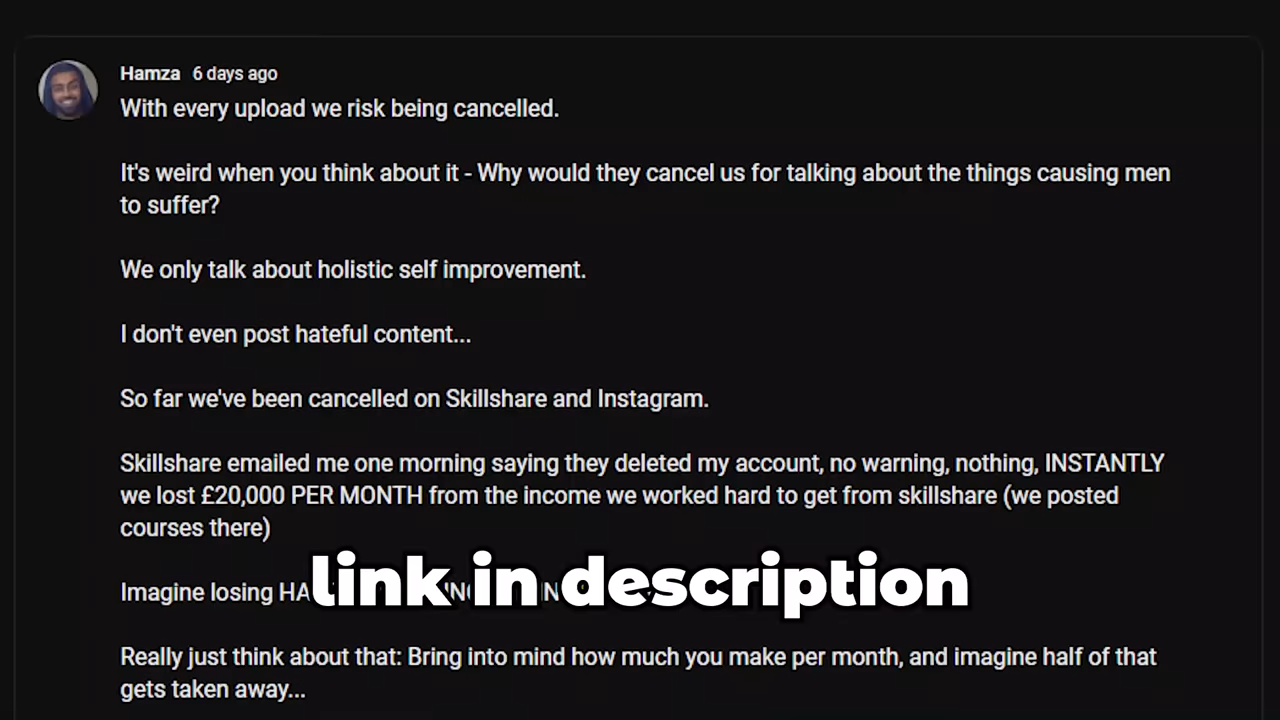 Hamza 6 days ago
With every upload we risk being cancelled.
It's weird when you think about it - Why would they cancel us for talking about the things causing men
to suffer?
We only talk about holistic self improvement.
I don't even post hateful content...
So far we've been cancelled on Skillshare and Instagram.
Skillshare emailed me one morning saying they deleted my account, no warning, nothing, INSTANTLY
we lost £20,000 PER MONTH from the income we worked hard to get from skillshare (we posted
courses there)
Imagine losing
link in description
Really just think about that: Bring into mind how much you make per month, and imagine half of that
gets taken away...